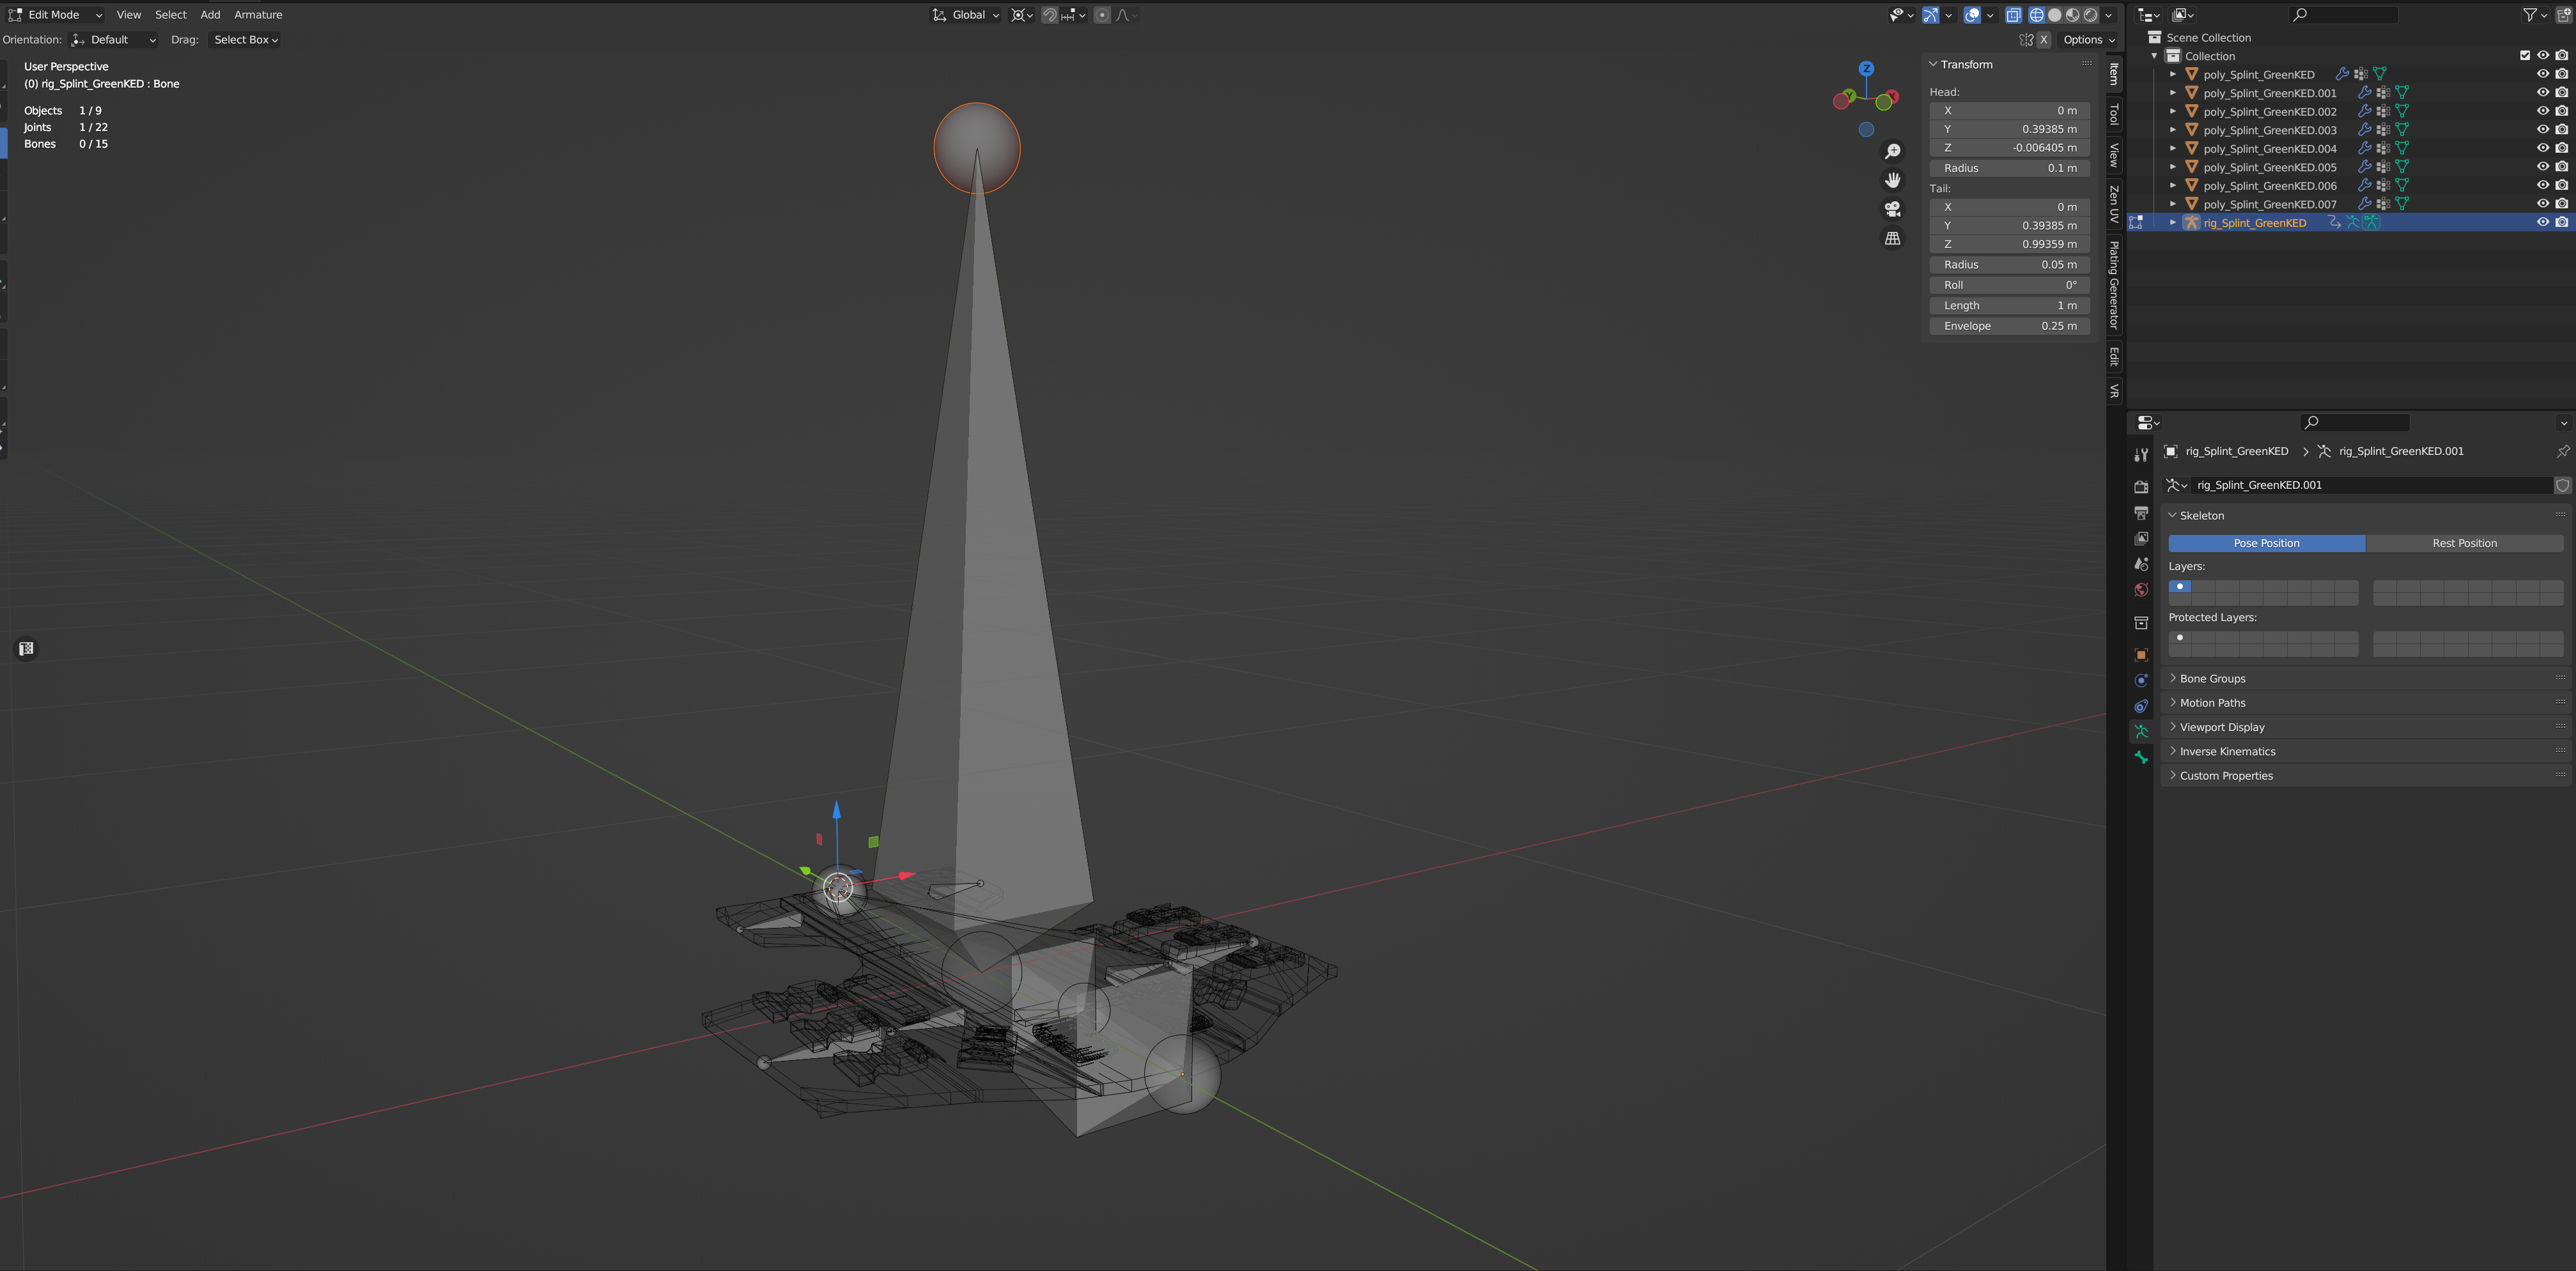 Edit Mode View Select Add Armature Global
Orientation: Default Drag: Select Box X Options
User Perspective
(0) rig_Splint_GreenKED : Bone
Objects 1 / 9
Joints 1 / 22
Bones 0 / 15
Z
Y
X
Transform
Head:
X 0 m
Y 0.39385 m
Z -0.006405 m
Radius 0.1 m
Tail:
X 0 m
Y 0.39385 m
Z 0.99359 m
Radius 0.05 m
Roll 0°
Length 1 m
Envelope 0.25 m
Item
Tool
View
Zen UV
Plating Generator
Edit
VR
Scene Collection
Collection
poly_Splint_GreenKED
poly_Splint_GreenKED.001
poly_Splint_GreenKED.002
poly_Splint_GreenKED.003
poly_Splint_GreenKED.004
poly_Splint_GreenKED.005
poly_Splint_GreenKED.006
poly_Splint_GreenKED.007
rig_Splint_GreenKED
rig_Splint_GreenKED > rig_Splint_GreenKED.001
rig_Splint_GreenKED.001
Skeleton
Pose Position Rest Position
Layers:
Protected Layers:
Bone Groups
Motion Paths
Viewport Display
Inverse Kinematics
Custom Properties